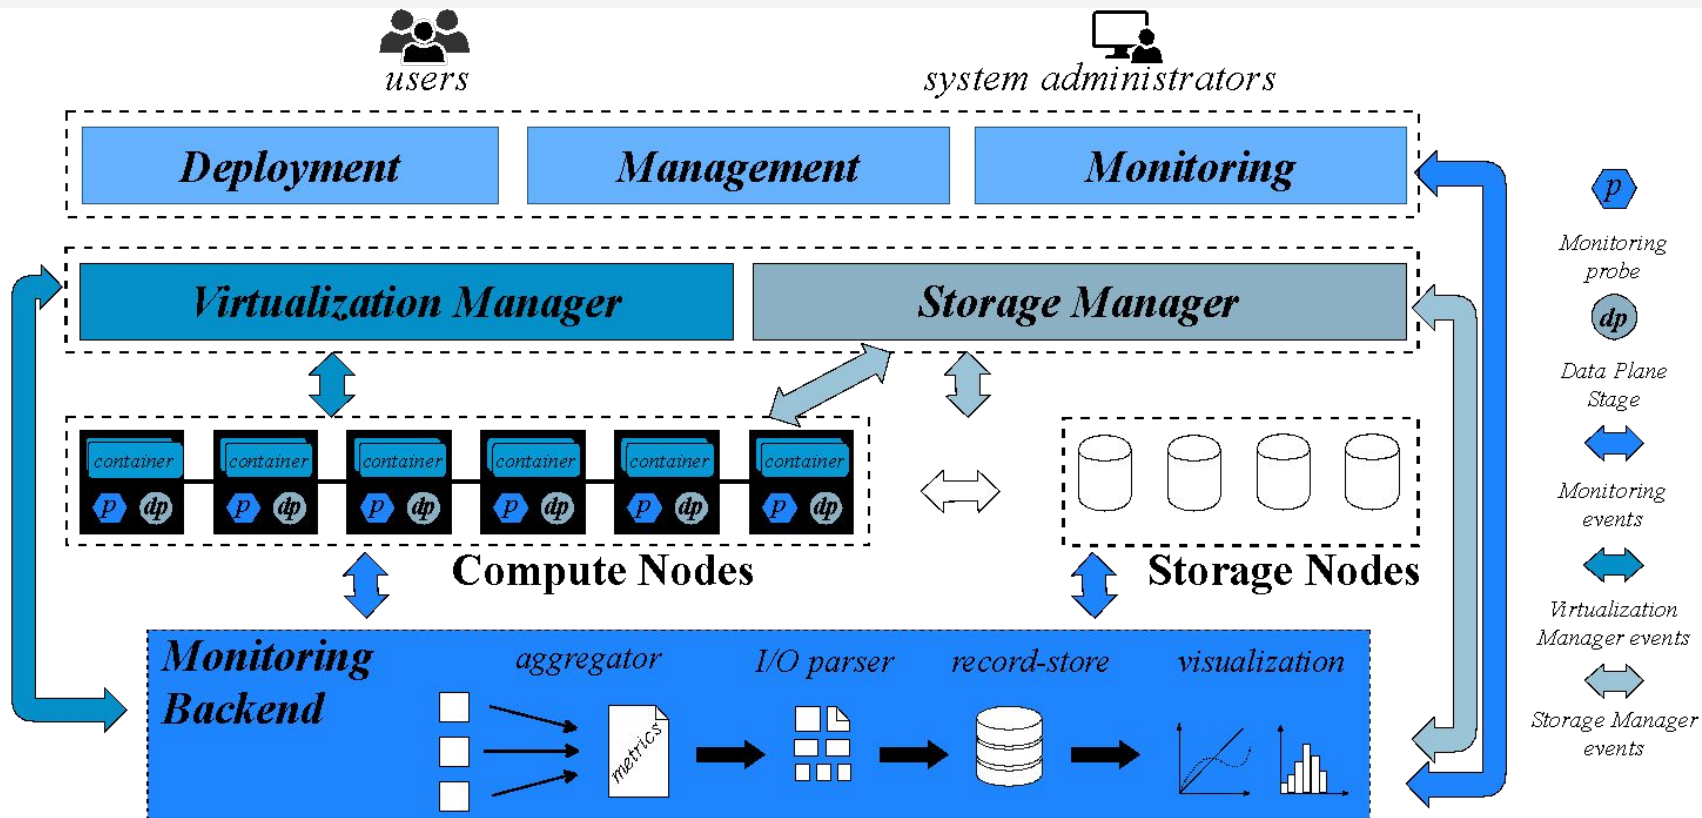 users
system administrators
Deployment
Management
Monitoring
Virtualization Manager
Storage Manager
container
container
container
container
container
container
p
dp
p
dp
p
dp
p
dp
p
dp
p
dp
Compute Nodes
Storage Nodes
Monitoring
Backend
aggregator
I/O parser
record-store
visualization
metrics
p
Monitoring
probe
dp
Data Plane
Stage
Monitoring
events
Virtualization
Manager events
Storage Manager
events